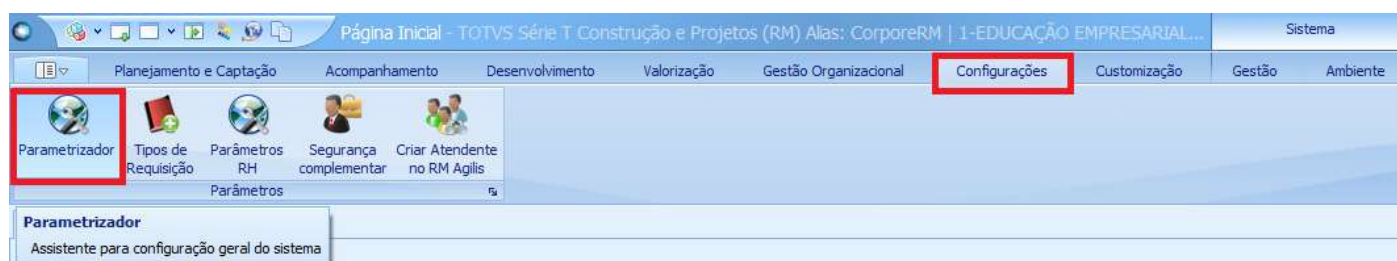 Página Inicial - TOTVS Série T Construção e Projetos (RM) Alias: CorporeRM | 1-EDUCAÇÃO EMPRESARIAL... Sistema
Planejamento e Captação Acompanhamento Desenvolvimento Valorização Gestão Organizacional Configurações Customização Gestão Ambiente
Parametrizador Tipos de Parâmetros Segurança Criar Atendente
Requisição RH complementar no RM Agilis
Parâmetros
Parametrizador
Assistente para configuração geral do sistema